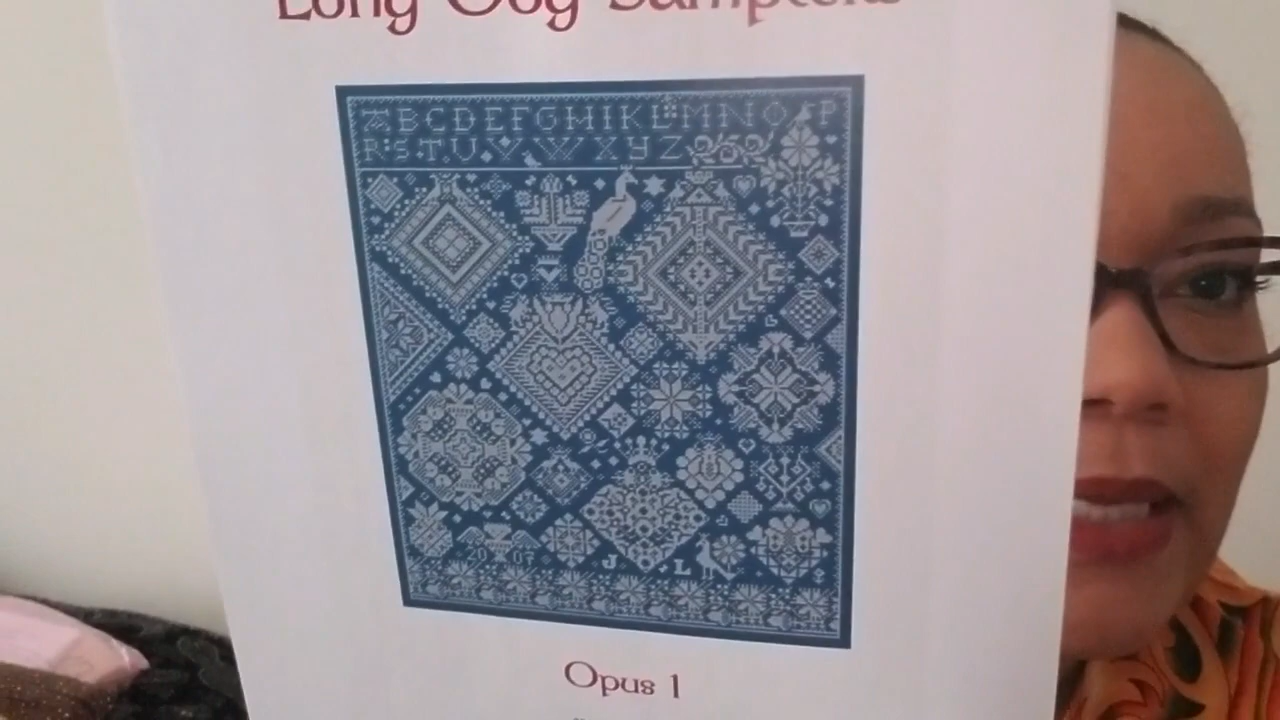 Long Dog Samplers
ABCDEFGHIKLMNOP
RSTUVWXYZ
20 07
J L
Opus 1